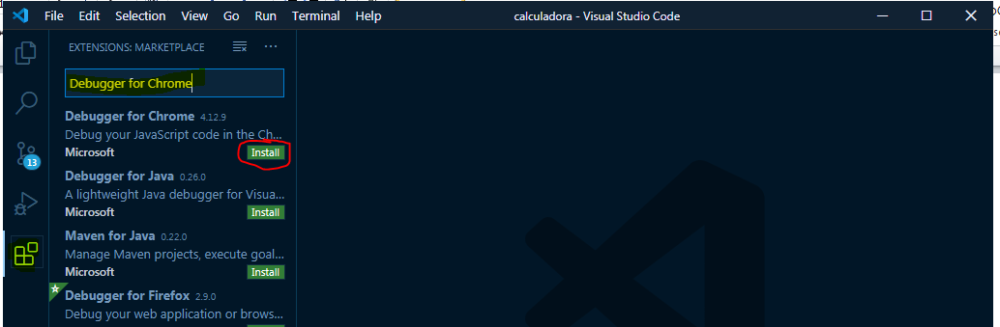 File Edit Selection View Go Run Terminal Help calculadora - Visual Studio Code
EXTENSIONS: MARKETPLACE
Debugger for Chrome
Debugger for Chrome 4.12.9
Debug your JavaScript code in the Ch...
Microsoft Install
Debugger for Java 0.26.0
A lightweight Java debugger for Visua...
Microsoft Install
Maven for Java 0.22.0
Manage Maven projects, execute goal...
Microsoft Install
Debugger for Firefox 2.9.0
Debug your web application or brows...
13